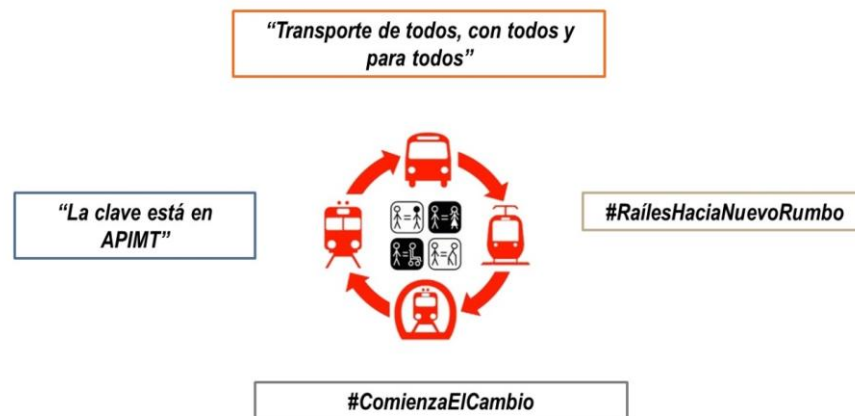 “Transporte de todos, con todos y
para todos”
“La clave está en
APIMT”
#RaílesHaciaNuevoRumbo
#ComienzaElCambio